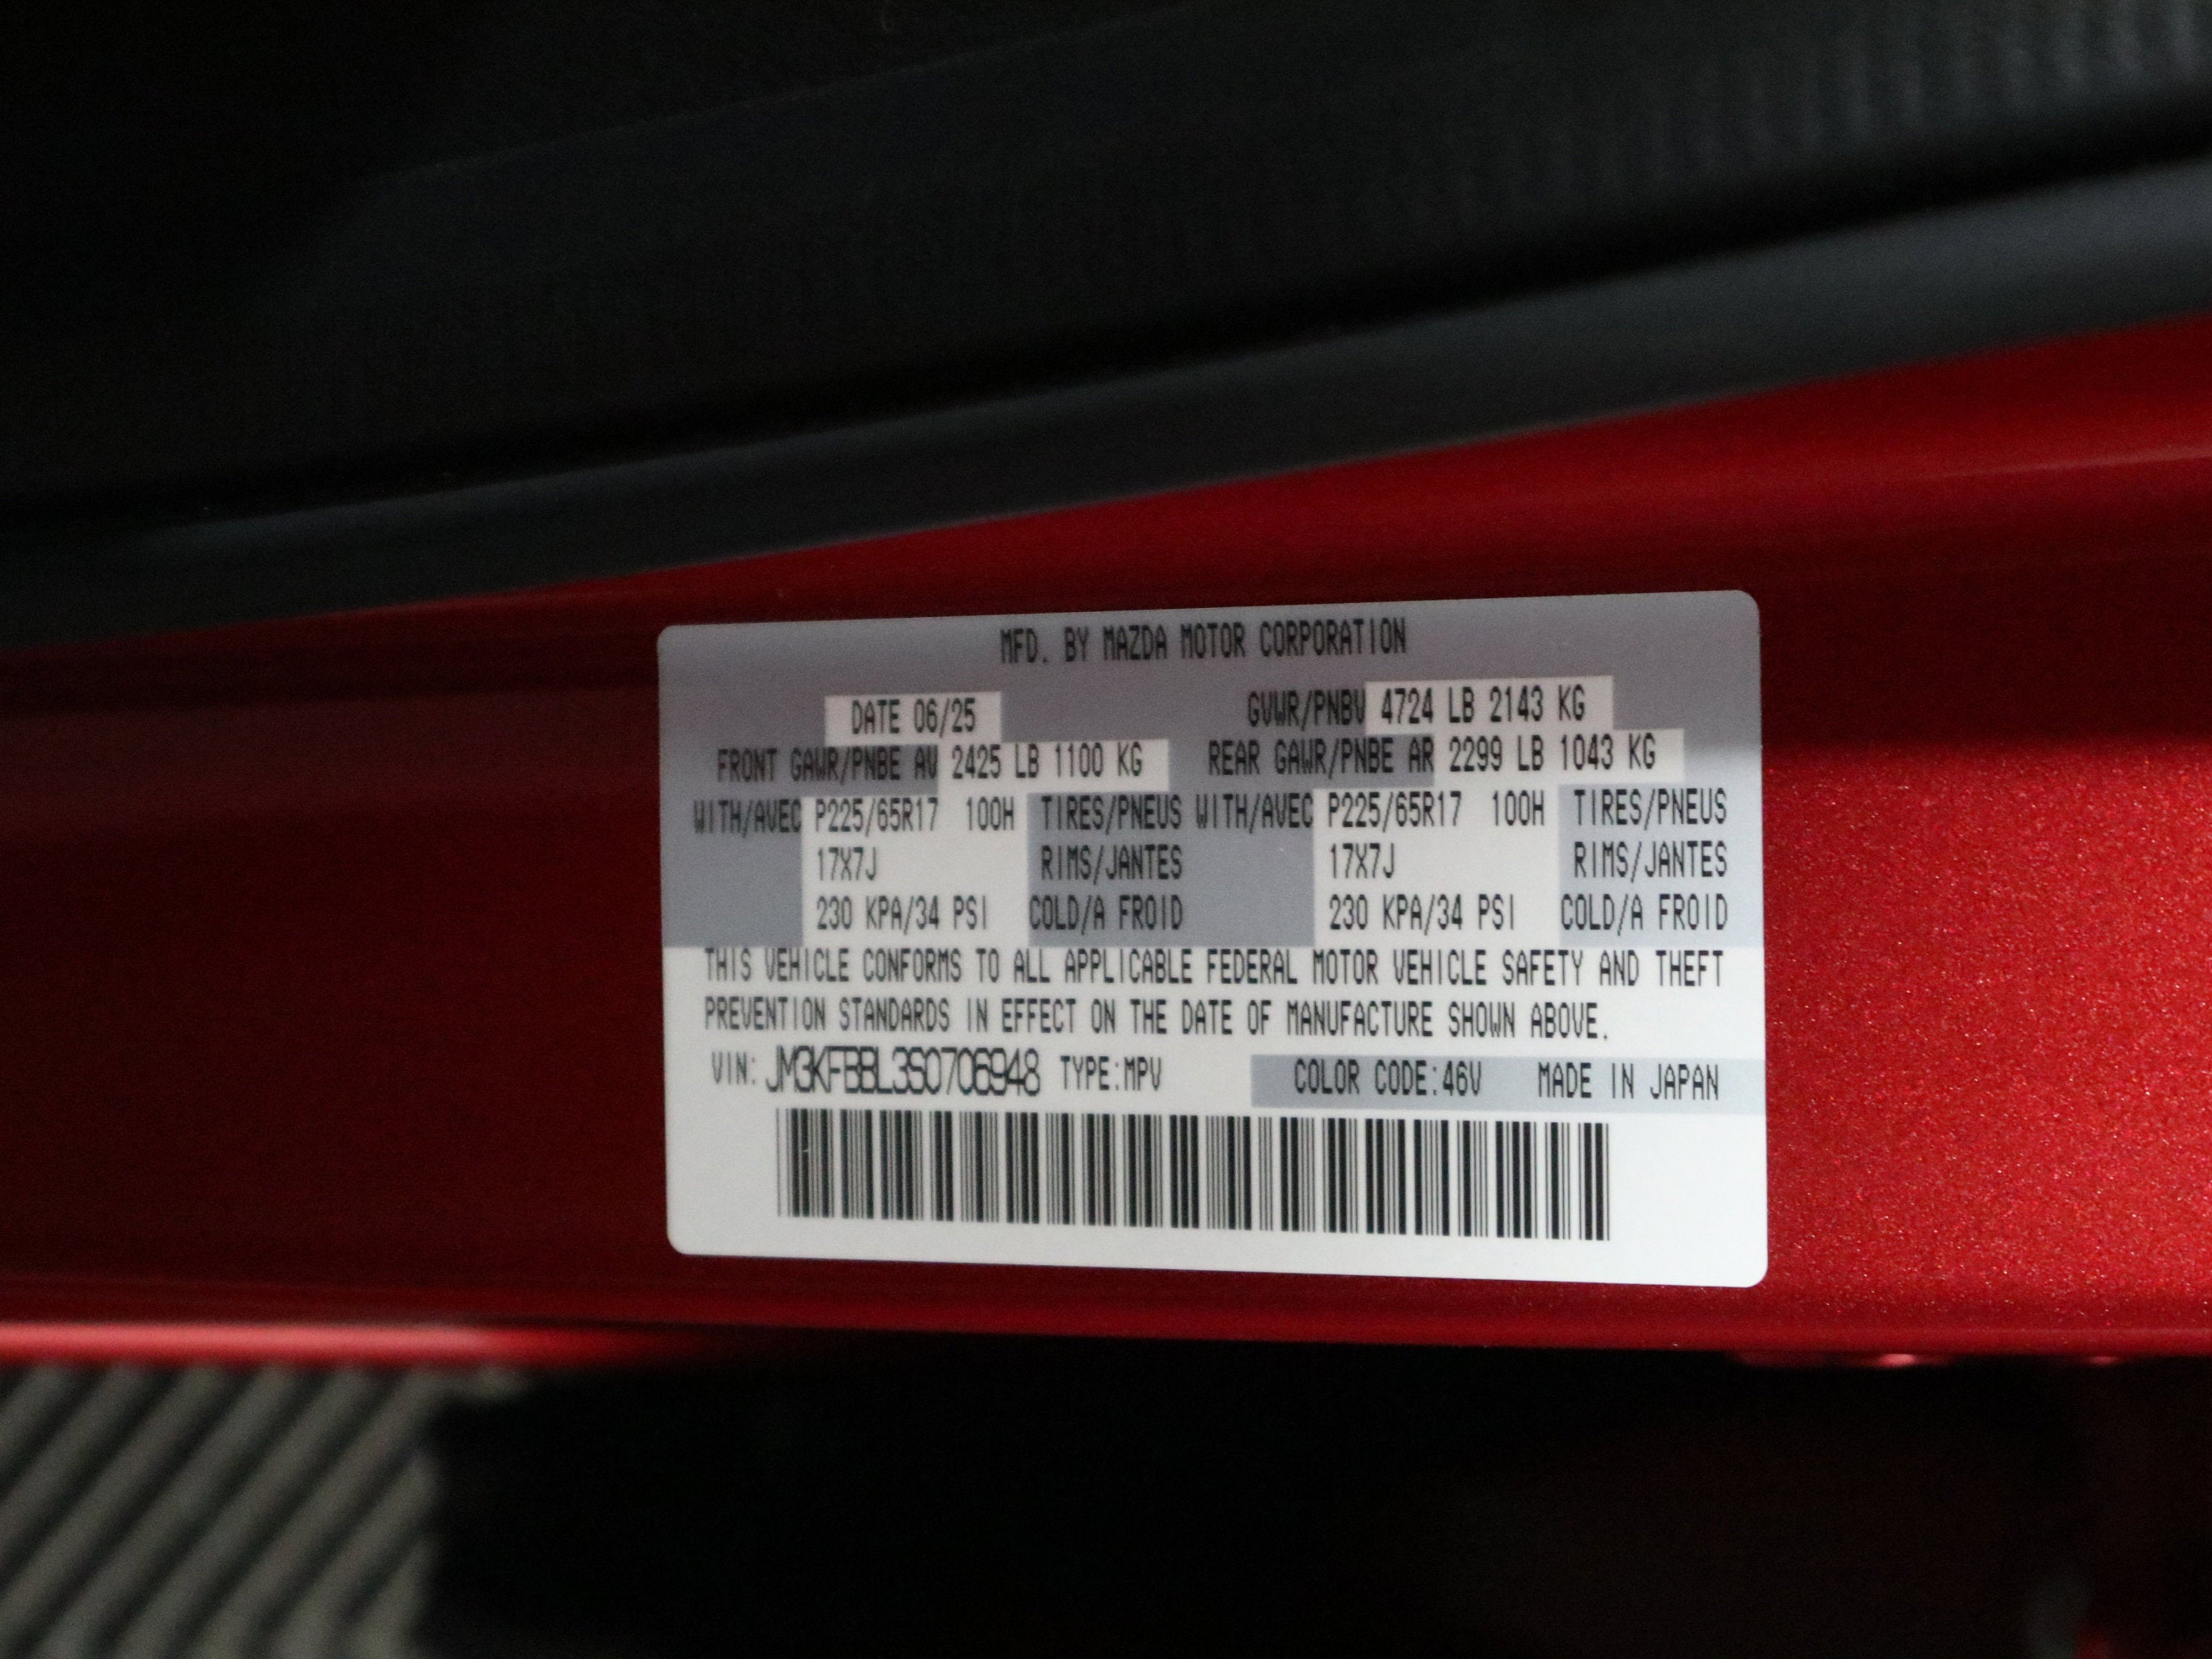 MFD. BY MAZDA MOTOR CORPORATION
DATE 06/25 GVWR/PNBV 4724 LB 2143 KG
FRONT GAWR/PNBE AV 2425 LB 1100 KG REAR GAWR/PNBE AR 2299 LB 1043 KG
WITH/AVEC P225/65R17 100H TIRES/PNEUS WITH/AVEC P225/65R17 100H TIRES/PNEUS
17X7J RIMS/JANTES 17X7J RIMS/JANTES
230 KPA/34 PSI COLD/A FROID 230 KPA/34 PSI COLD/A FROID
THIS VEHICLE CONFORMS TO ALL APPLICABLE FEDERAL MOTOR VEHICLE SAFETY AND THEFT
PREVENTION STANDARDS IN EFFECT ON THE DATE OF MANUFACTURE SHOWN ABOVE.
VIN: JM3KFBBL3S0706948 TYPE:MPV COLOR CODE:46V MADE IN JAPAN